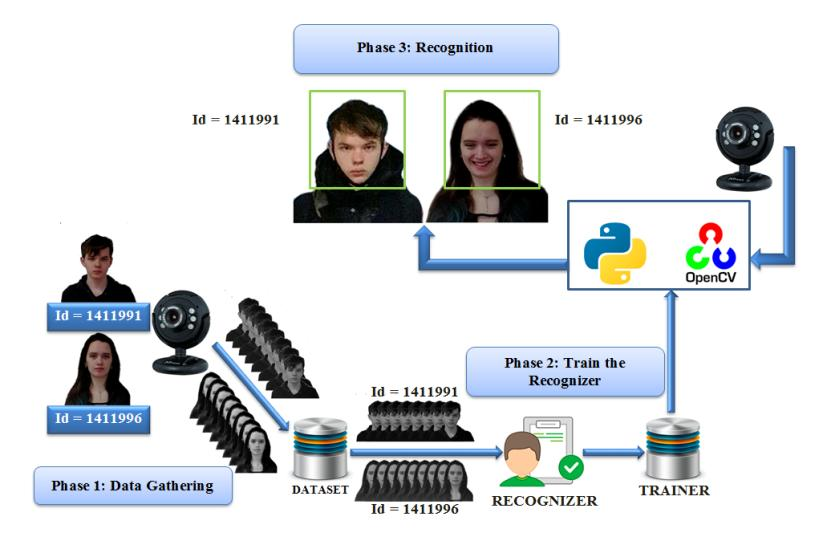 Phase 3: Recognition
Id = 1411991
Id = 1411996
OpenCV
Id = 1411991
Id = 1411996
Phase 1: Data Gathering
Phase 2: Train the
Recognizer
Id = 1411991
DATASET
Id = 1411996
RECOGNIZER
TRAINER